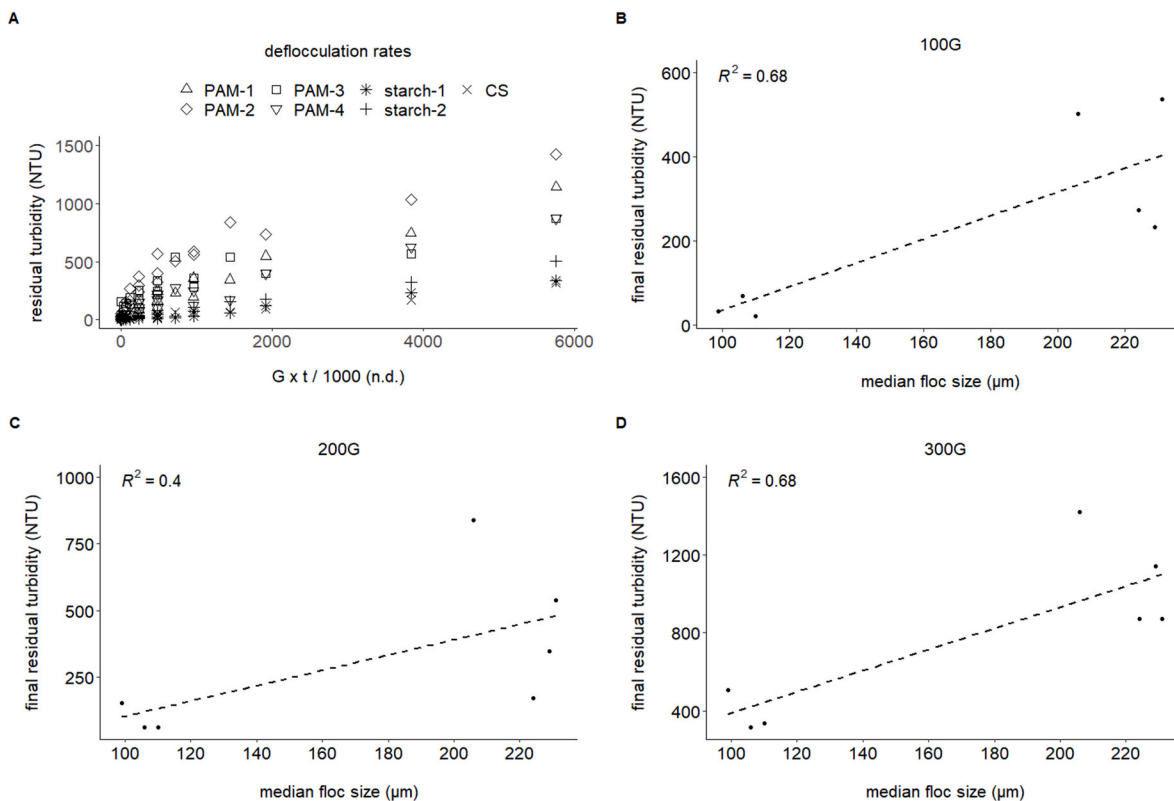 A
deflocculation rates
PAM-1 PAM-3 starch-1 CS
PAM-2 PAM-4 starch-2
residual turbidity (NTU)
1500
1000
500
0
0 2000 4000 6000
G x t / 1000 (n.d.)
B
100G
R² = 0.68
final residual turbidity (NTU)
600
400
200
0
100 120 140 160 180 200 220
median floc size (µm)
C
200G
R² = 0.4
final residual turbidity (NTU)
1000
750
500
250
100 120 140 160 180 200 220
median floc size (µm)
D
300G
R² = 0.68
final residual turbidity (NTU)
1600
1200
800
400
100 120 140 160 180 200 220
median floc size (µm)